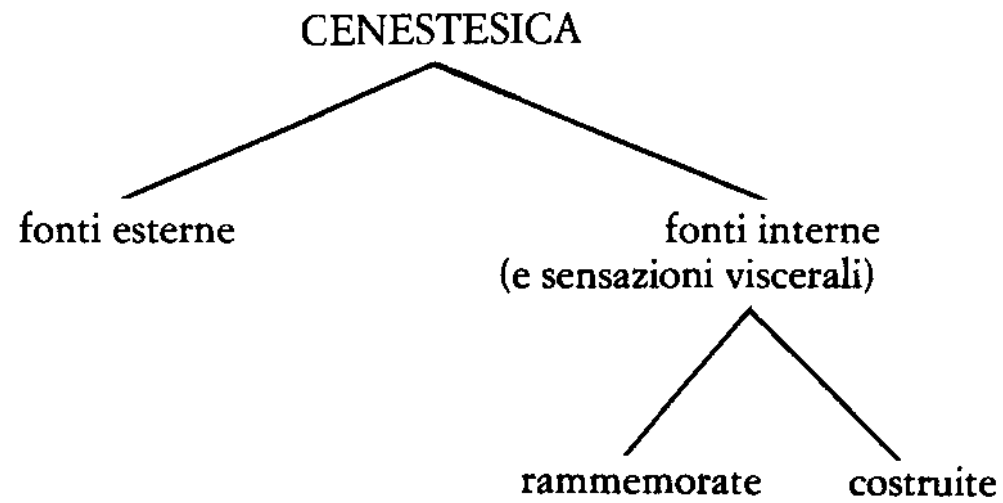 CENESTESICA
fonti esterne
fonti interne
(e sensazioni viscerali)
rammemorate
costruite